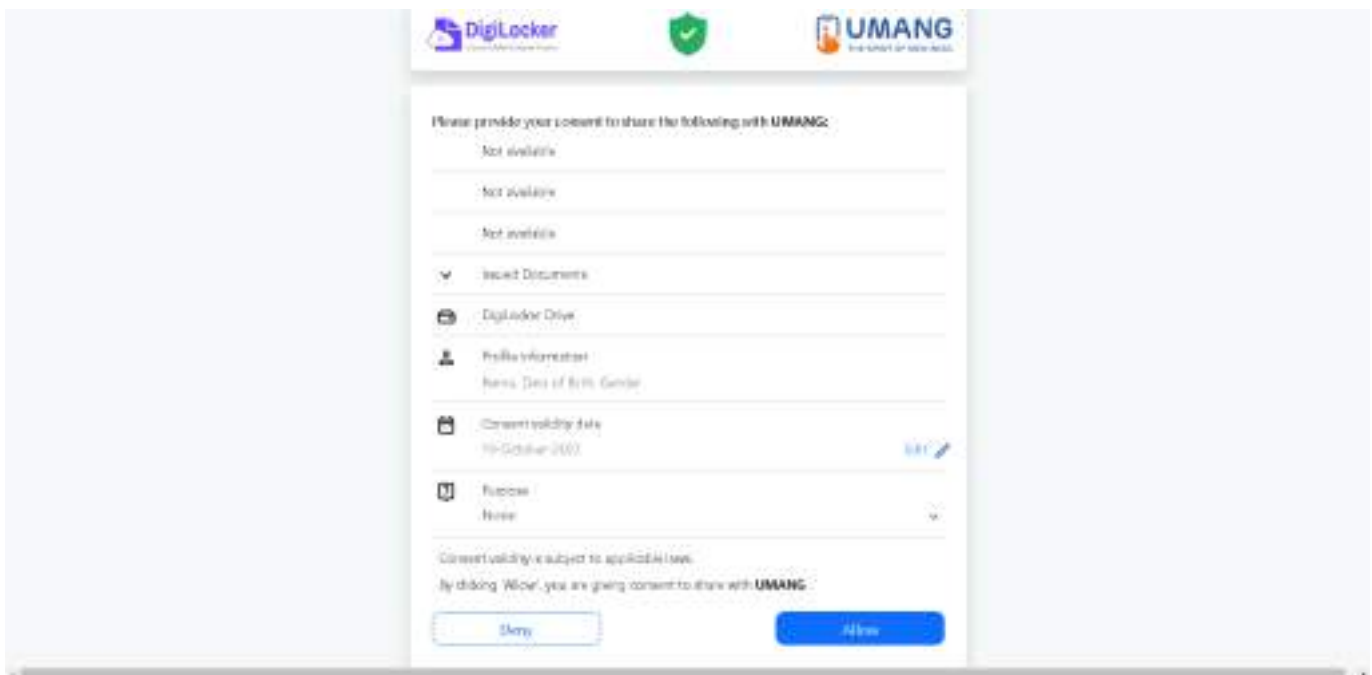 DigiLocker
UMANG
Please provide your consent to share the following with UMANG:
Not available
Not available
Not available
Issued Documents
DigiLocker Drive
Profile information
Name, Date of Birth, Gender
Consent validity date
Edit
Purpose
Consent validity is subject to applicable laws.
By clicking 'Allow', you are giving consent to share with UMANG.
Deny
Allow